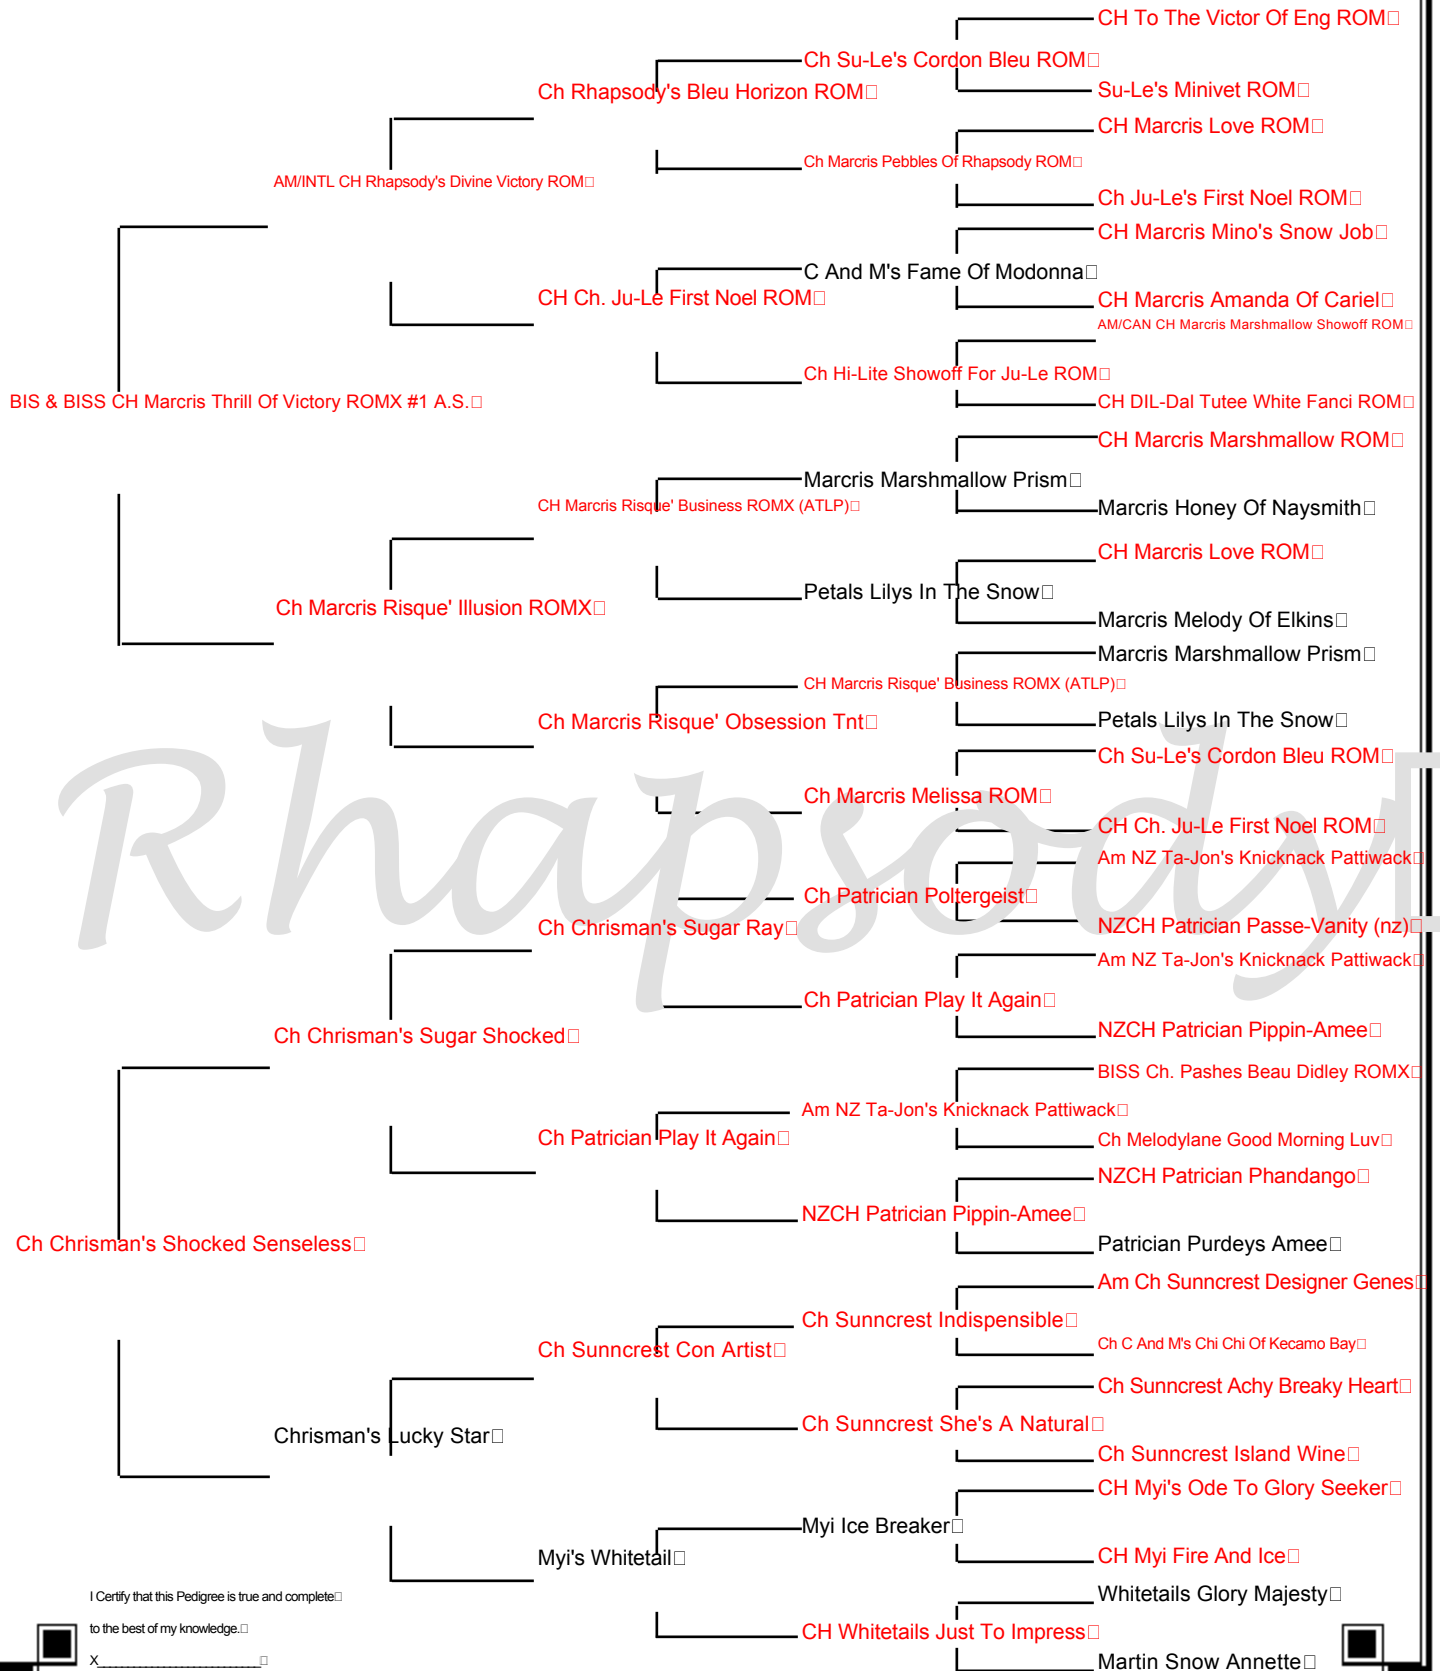 CH To The Victor Of Eng ROM
Ch Su-Le's Cordon Bleu ROM
Ch Rhapsody's Bleu Horizon ROM
Su-Le's Minivet ROM
CH Marcris Love ROM
Ch Marcris Pebbles Of Rhapsody ROM
AM/INTL CH Rhapsody's Divine Victory ROM
Ch Ju-Le's First Noel ROM
CH Marcris Mino's Snow Job
C And M's Fame Of Modonna
CH Ch. Ju-Le First Noel ROM
CH Marcris Amanda Of Cariel
AM/CAN CH Marcris Marshmallow Showoff ROM
Ch Hi-Lite Showoff For Ju-Le ROM
BIS & BISS CH Marcris Thrill Of Victory ROMX #1 A.S.
CH DIL-Dal Tutee White Fanci ROM
CH Marcris Marshmallow ROM
Marcris Marshmallow Prism
CH Marcris Risque' Business ROMX (ATLP)
Marcris Honey Of Naysmith
CH Marcris Love ROM
Petals Lilys In The Snow
Ch Marcris Risque' Illusion ROMX
Marcris Melody Of Elkins
Marcris Marshmallow Prism
CH Marcris Risque' Business ROMX (ATLP)
Ch Marcris Risque' Obsession Tnt
Petals Lilys In The Snow
Ch Su-Le's Cordon Bleu ROM
Ch Marcris Melissa ROM
CH Ch. Ju-Le First Noel ROM
Rhapsody
Am NZ Ta-Jon's Knicknack Pattiwack
Ch Patrician Poltergeist
Ch Chrisman's Sugar Ray
NZCH Patrician Passe-Vanity (nz)
Am NZ Ta-Jon's Knicknack Pattiwack
Ch Patrician Play It Again
Ch Chrisman's Sugar Shocked
NZCH Patrician Pippin-Amee
BISS Ch. Pashes Beau Didley ROMX
Am NZ Ta-Jon's Knicknack Pattiwack
Ch Patrician Play It Again
Ch Melodylane Good Morning Luv
NZCH Patrician Phandango
NZCH Patrician Pippin-Amee
Ch Chrisman's Shocked Senseless
Patrician Purdeys Amee
Am Ch Sunncrest Designer Genes
Ch Sunncrest Indispensible
Ch Sunncrest Con Artist
Ch C And M's Chi Chi Of Kecamo Bay
Ch Sunncrest Achy Breaky Heart
Ch Sunncrest She's A Natural
Chrisman's Lucky Star
Ch Sunncrest Island Wine
CH Myi's Ode To Glory Seeker
Myi Ice Breaker
Myi's Whitetail
CH Myi Fire And Ice
Whitetails Glory Majesty
I Certify that this Pedigree is true and complete
to the best of my knowledge.
CH Whitetails Just To Impress
X__________________________
Martin Snow Annette